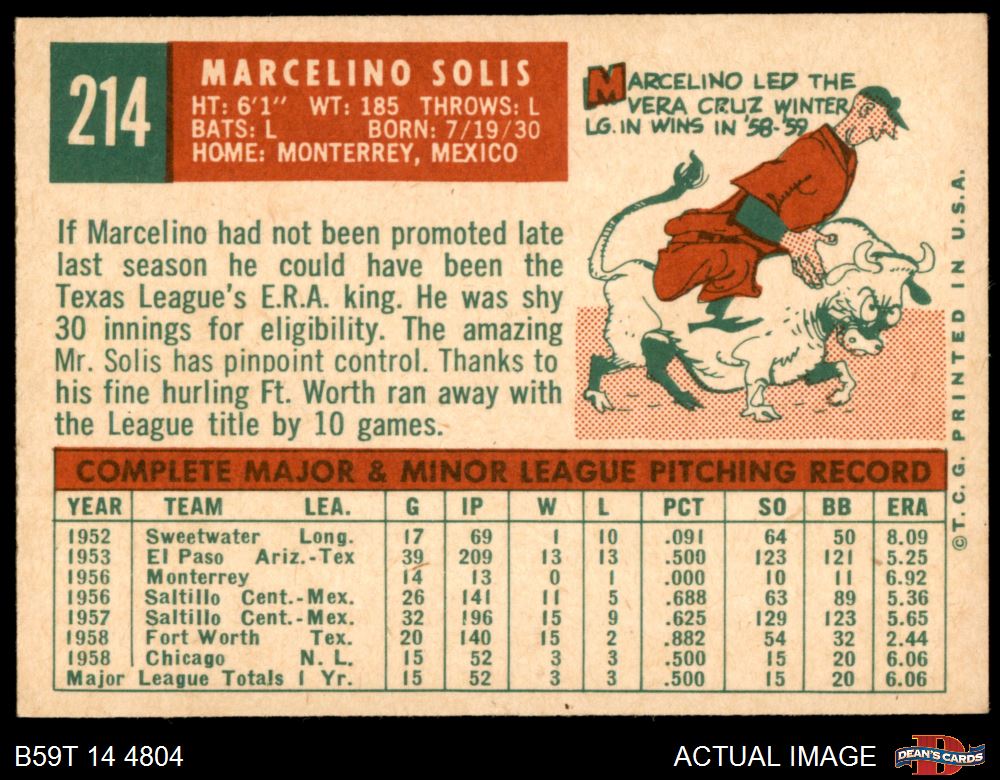 214
MARCELINO SOLIS
HT: 6'1" WT: 185 THROWS: L
BATS: L BORN: 7/19/30
HOME: MONTERREY, MEXICO
MARCELINO LED THE
VERA CRUZ WINTER
LG. IN WINS IN '58-'59
If Marcelino had not been promoted late
last season he could have been the
Texas League's E.R.A. king. He was shy
30 innings for eligibility. The amazing
Mr. Solis has pinpoint control. Thanks to
his fine hurling Ft. Worth ran away with
the League title by 10 games.
© T. C. G. PRINTED IN U.S.A.
COMPLETE MAJOR & MINOR LEAGUE PITCHING RECORD
YEAR TEAM LEA. G IP W L PCT SO BB ERA
1952 Sweetwater Long. 17 69 1 10 .091 64 50 8.09
1953 El Paso Ariz.-Tex 39 209 13 13 .500 123 121 5.25
1956 Monterrey 14 13 0 1 .000 10 11 6.92
1956 Saltillo Cent.-Mex. 26 141 11 5 .688 63 89 5.36
1957 Saltillo Cent.-Mex. 32 196 15 9 .625 129 123 5.65
1958 Fort Worth Tex. 20 140 15 2 .882 54 32 2.44
1958 Chicago N. L. 15 52 3 3 .500 15 20 6.06
Major League Totals 1 Yr. 15 52 3 3 .500 15 20 6.06
B59T 14 4804
ACTUAL IMAGE
D
DEAN'S CARDS